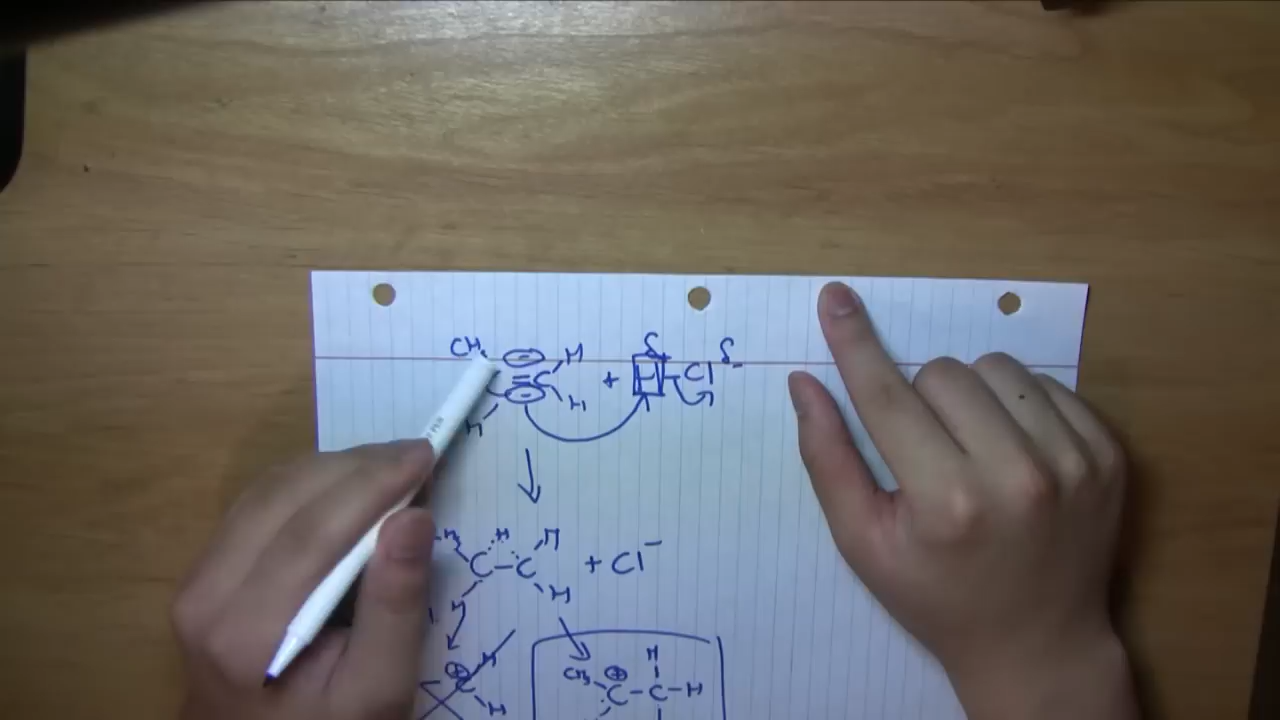 CH3 H δ+ δ-
=C + H-Cl
H H
H H
C-C + Cl⁻
H
⊕ H
C
H
H
CH3 ⊕
C-C-H